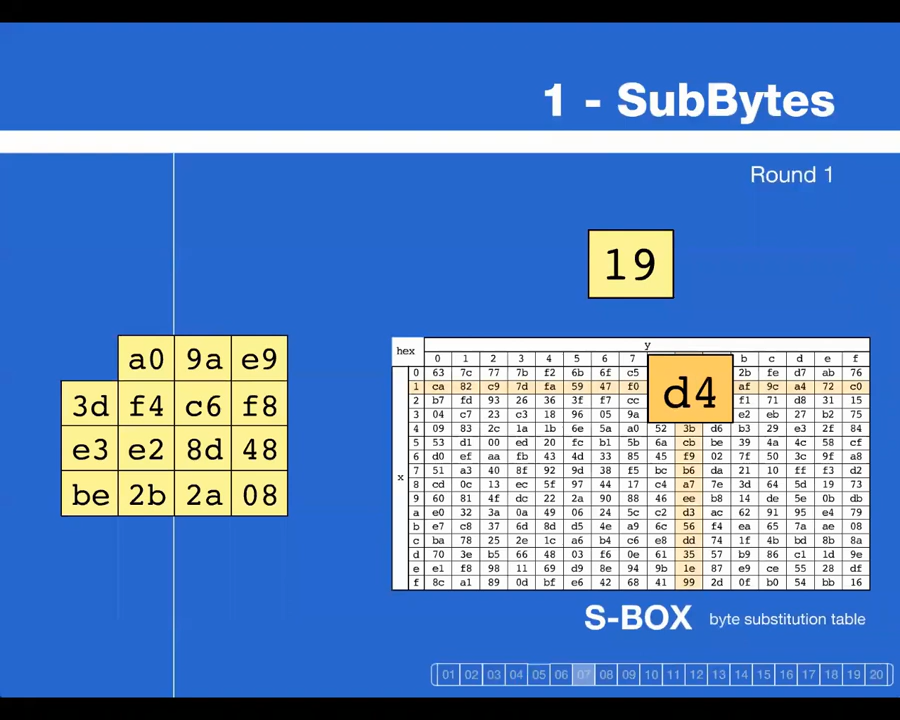 1 - SubBytes
Round 1
19
a0 9a e9
3d f4 c6 f8
e3 e2 8d 48
be 2b 2a 08
hex
y
0 1 2 3 4 5 6 7 b c d e f
x
0 63 7c 77 7b f2 6b 6f c5 2b fe d7 ab 76
1 ca 82 c9 7d fa 59 47 f0 af 9c a4 72 c0
d4
2 b7 fd 93 26 36 3f f7 cc f1 71 d8 31 15
3 04 c7 23 c3 18 96 05 9a e2 eb 27 b2 75
4 09 83 2c 1a 1b 6e 5a a0 52 3b d6 b3 29 e3 2f 84
5 53 d1 00 ed 20 fc b1 5b 6a cb be 39 4a 4c 58 cf
6 d0 ef aa fb 43 4d 33 85 45 f9 02 7f 50 3c 9f a8
7 51 a3 40 8f 92 9d 38 f5 bc b6 da 21 10 ff f3 d2
8 cd 0c 13 ec 5f 97 44 17 c4 a7 7e 3d 64 5d 19 73
9 60 81 4f dc 22 2a 90 88 46 ee b8 14 de 5e 0b db
a e0 32 3a 0a 49 06 24 5c c2 d3 ac 62 91 95 e4 79
b e7 c8 37 6d 8d d5 4e a9 6c 56 f4 ea 65 7a ae 08
c ba 78 25 2e 1c a6 b4 c6 e8 dd 74 1f 4b bd 8b 8a
d 70 3e b5 66 48 03 f6 0e 61 35 57 b9 86 c1 1d 9e
e e1 f8 98 11 69 d9 8e 94 9b 1e 87 e9 ce 55 28 df
f 8c a1 89 0d bf e6 42 68 41 99 2d 0f b0 54 bb 16
S-BOX byte substitution table
01 02 03 04 05 06 07 08 09 10 11 12 13 14 15 16 17 18 19 20